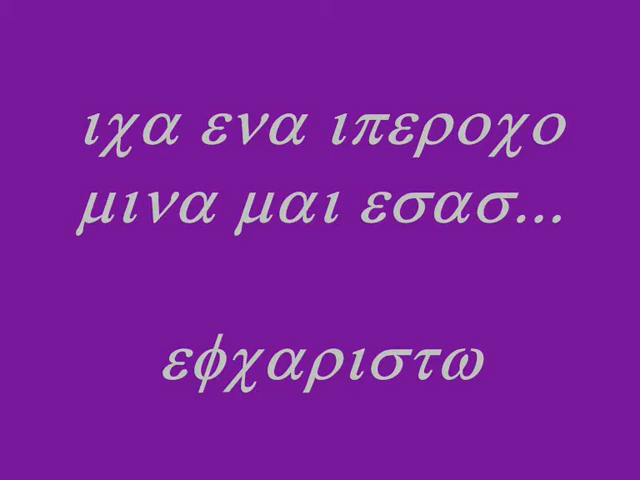 ιχα ενα ιπεροχο
μινα μαι εσασ...
εφχαριστω